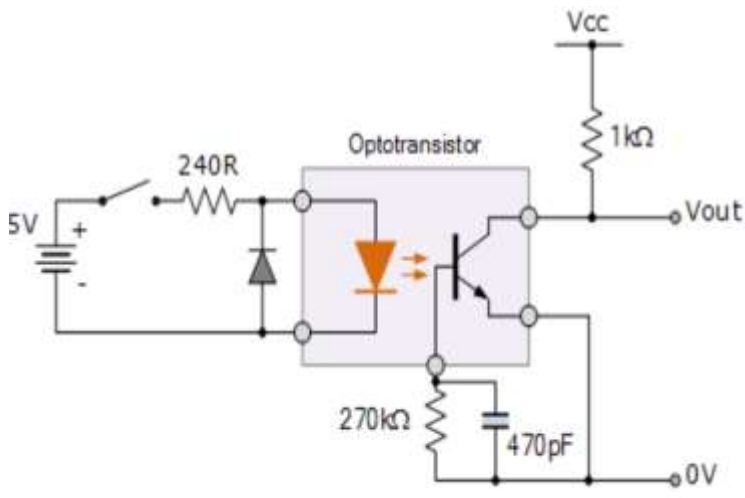 Vcc
1kΩ
Optotransistor
240R
Vout
5V
+
-
270kΩ
470pF
0V